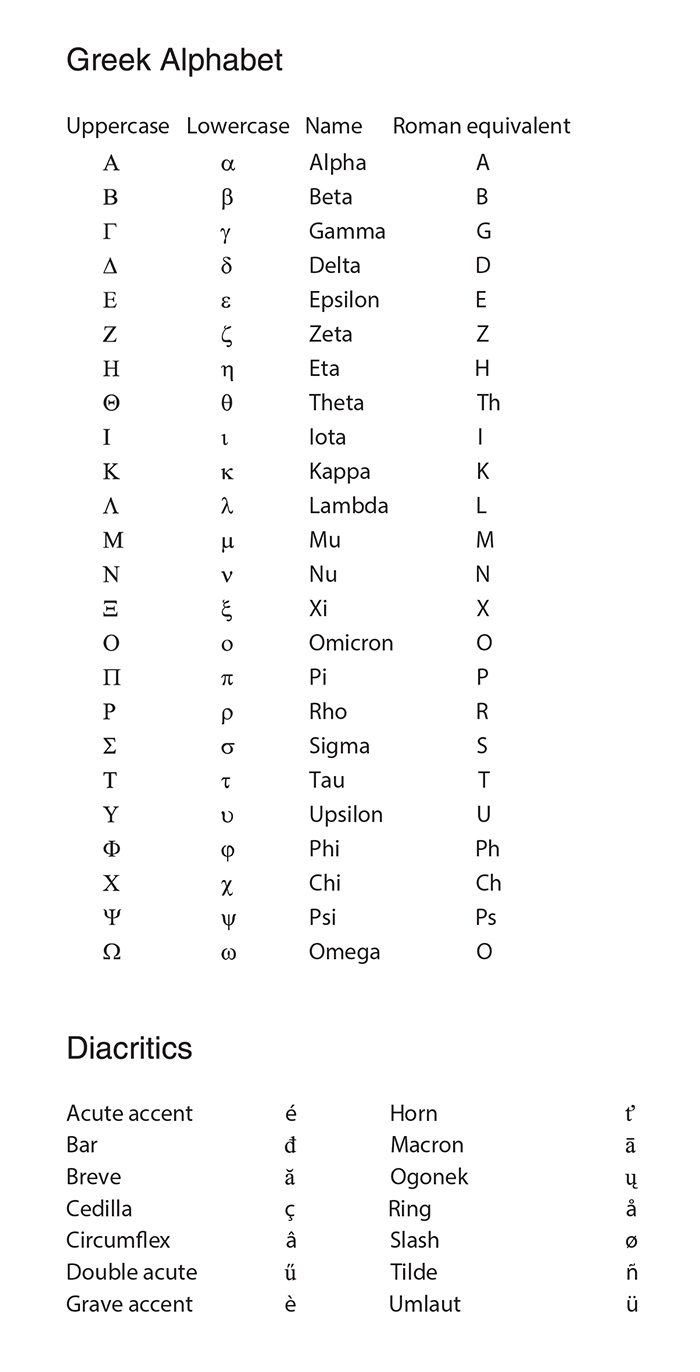 Greek Alphabet
Uppercase Lowercase Name Roman equivalent
Α α Alpha A
Β β Beta B
Γ γ Gamma G
Δ δ Delta D
Ε ε Epsilon E
Ζ ζ Zeta Z
Η η Eta H
Θ θ Theta Th
Ι ι Iota I
Κ κ Kappa K
Λ λ Lambda L
Μ μ Mu M
Ν ν Nu N
Ξ ξ Xi X
Ο ο Omicron O
Π π Pi P
Ρ ρ Rho R
Σ σ Sigma S
Τ τ Tau T
Υ υ Upsilon U
Φ φ Phi Ph
Χ χ Chi Ch
Ψ ψ Psi Ps
Ω ω Omega O
Diacritics
Acute accent é Horn ť
Bar đ Macron ā
Breve ă Ogonek ų
Cedilla ç Ring å
Circumflex â Slash ø
Double acute ű Tilde ñ
Grave accent è Umlaut ü